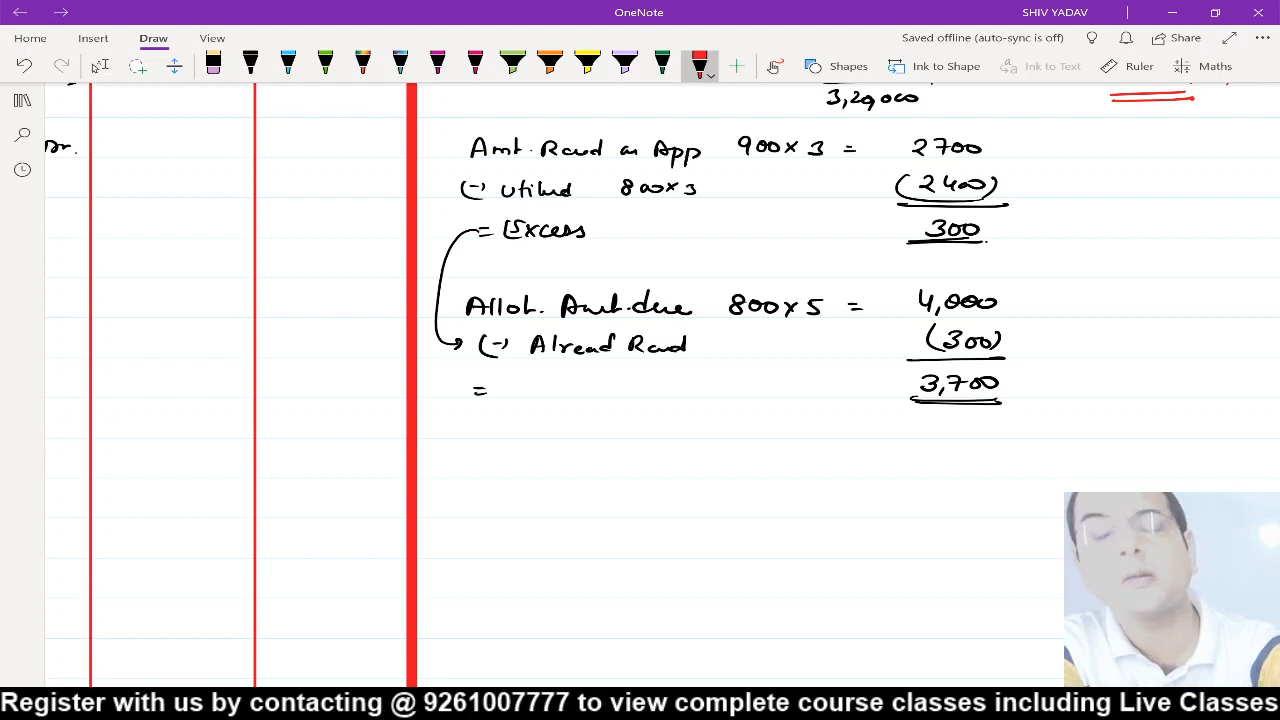 OneNote
SHIV YADAV
Home Insert Draw View
Saved offline (auto-sync is off)
Share
Shapes
Ink to Shape
Ink to Text
Ruler
Maths
3,20,000
Dr.
Amt. Recd on App 900 x 3 = 2700
(-) Utilised 800 x 3 (2400)
= Excess 300
Allot. Amt. due 800 x 5 = 4,000
(-) Alread Recd (300)
= 3,700
Register with us by contacting @ 9261007777 to view complete course classes including Live Classes